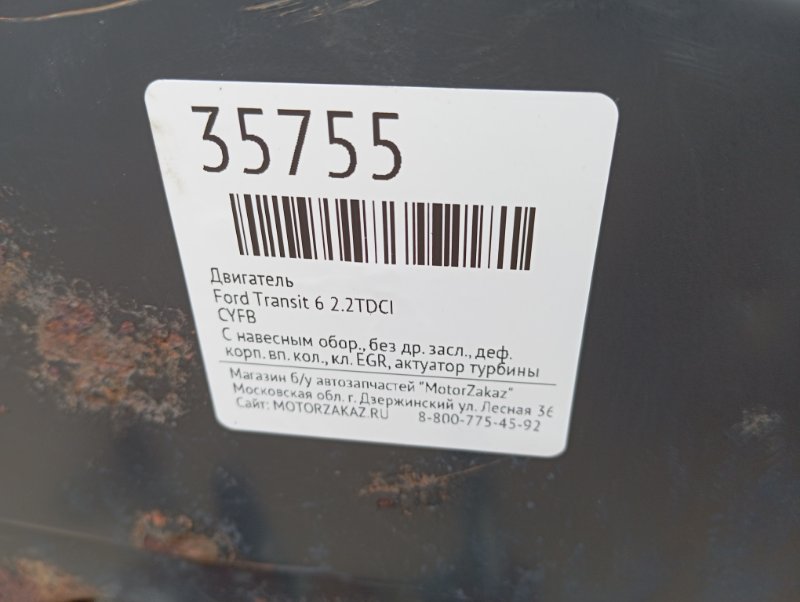 35755
Двигатель
Ford Transit 6 2.2TDCI
CYFB
С навесным обор., без др. засл., деф.
корп. вп. кол., кл. EGR, актуатор турбины
Магазин б/у автозапчастей "MotorZakaz"
Московская обл. г. Дзержинский ул. Лесная 36
Сайт: MOTORZAKAZ.RU 8-800-775-45-92